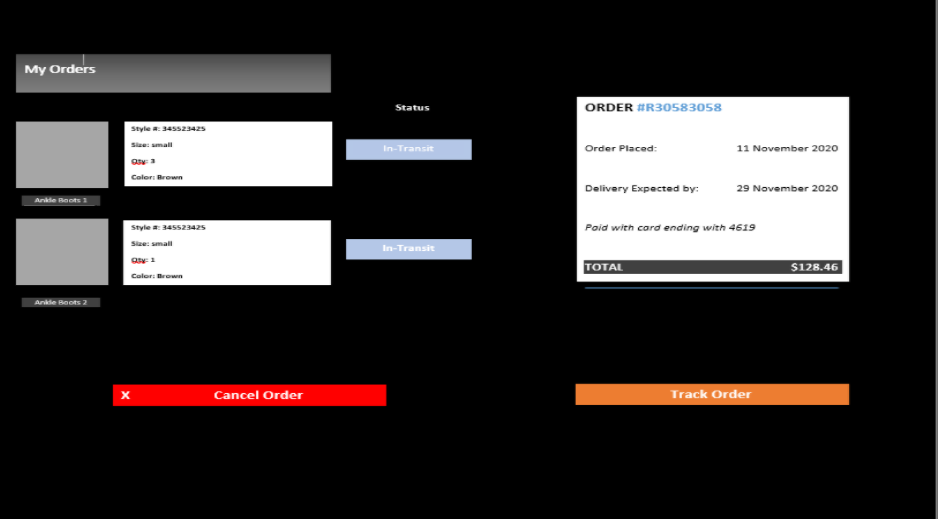 My Orders
Status
Style #: 345523425
Size: small
Qty: 3
Color: Brown
In-Transit
Ankle Boots 1
Style #: 345523425
Size: small
Qty: 1
Color: Brown
In-Transit
Ankle Boots 2
ORDER #R30583058
Order Placed: 11 November 2020
Delivery Expected by: 29 November 2020
Paid with card ending with 4619
TOTAL $128.46
X Cancel Order
Track Order